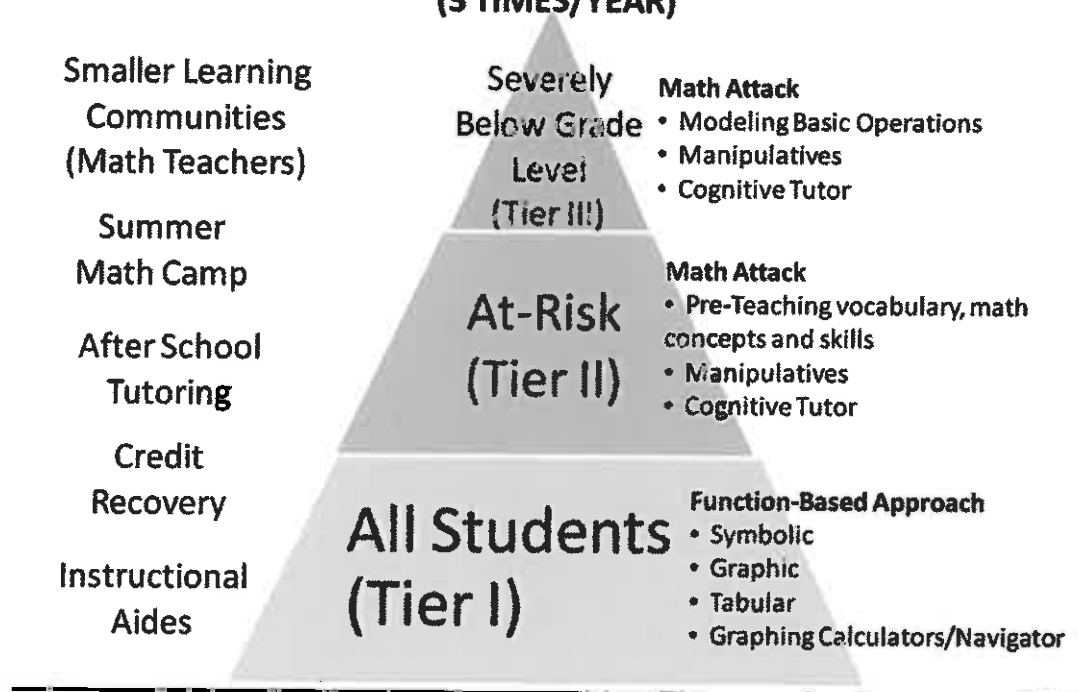 (3 TIMES/YEAR)
Smaller Learning
Communities
(Math Teachers)
Summer
Math Camp
After School
Tutoring
Credit
Recovery
Instructional
Aides
Severely
Below Grade
Level
(Tier III)
At-Risk
(Tier II)
All Students
(Tier I)
Math Attack
• Modeling Basic Operations
• Manipulatives
• Cognitive Tutor
Math Attack
• Pre-Teaching vocabulary, math
concepts and skills
• Manipulatives
• Cognitive Tutor
Function-Based Approach
• Symbolic
• Graphic
• Tabular
• Graphing Calculators/Navigator